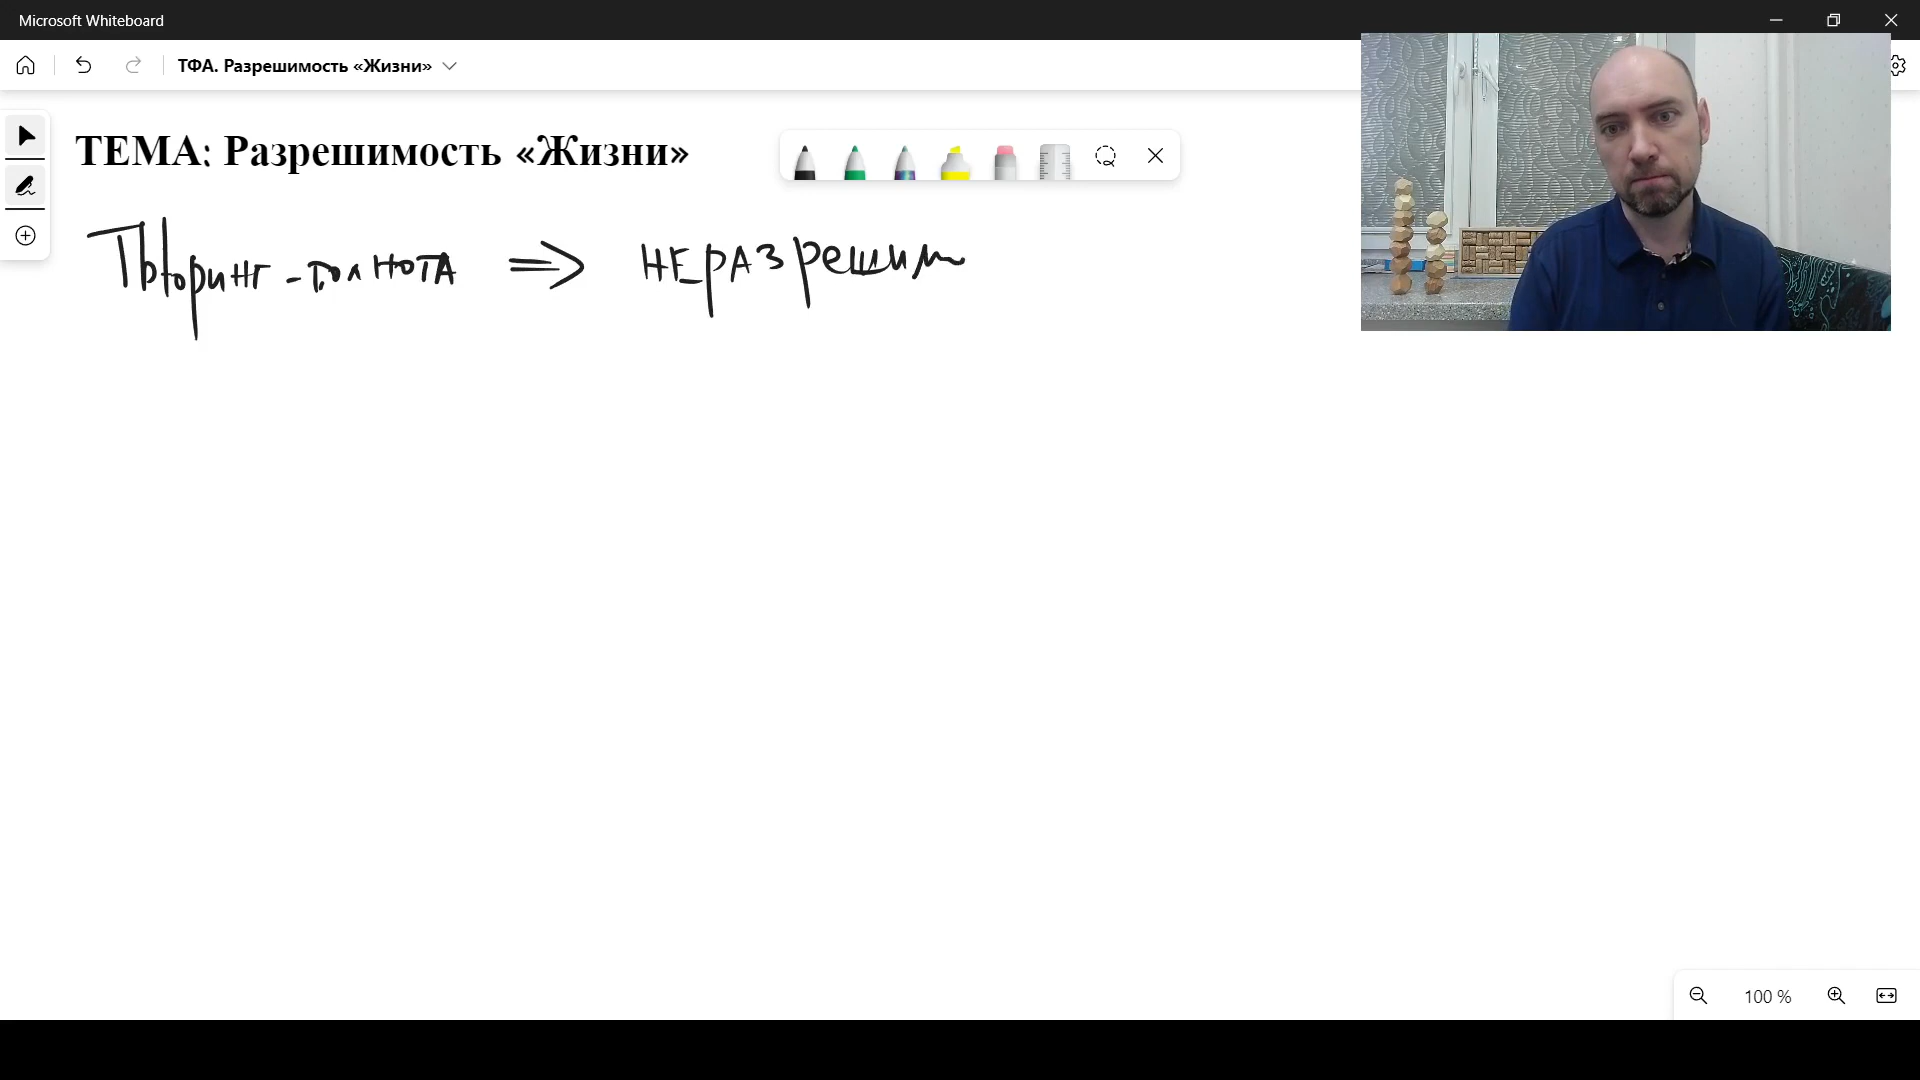 Microsoft Whiteboard
ТФА. Разрешимость «Жизни»
ТЕМА: Разрешимость «Жизни»
Тьюринг-полнота ⇒ неразрешим
100 %